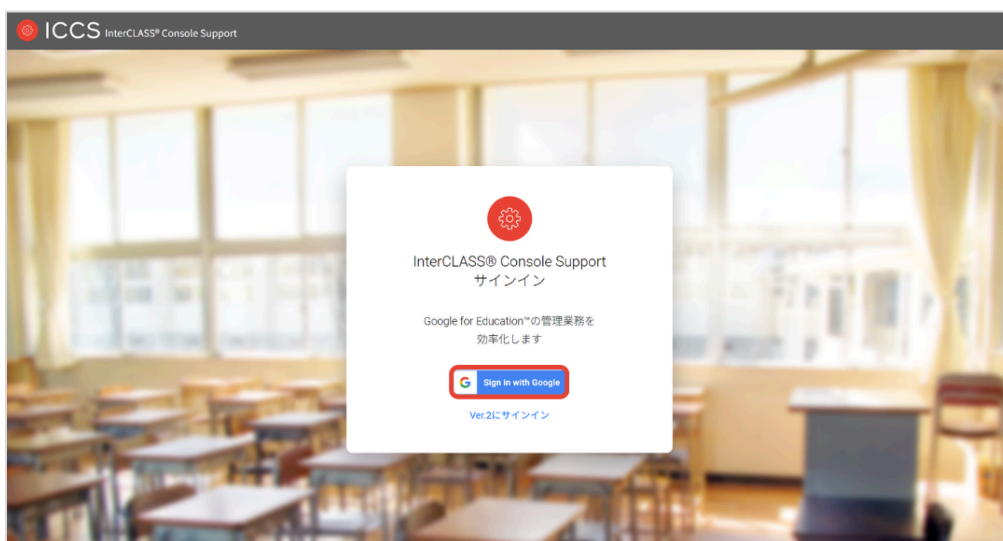 ICCS InterCLASS® Console Support
InterCLASS® Console Support
サインイン
Google for Education™の管理業務を
効率化します
G Sign in with Google
Ver.2にサインイン